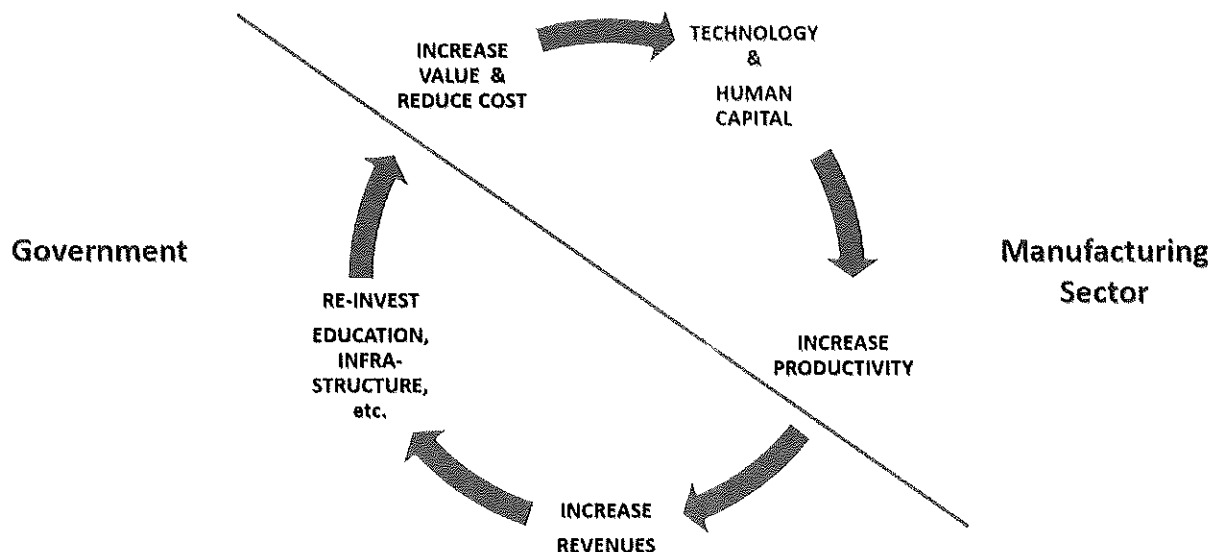 INCREASE
VALUE &
REDUCE COST
TECHNOLOGY
&
HUMAN
CAPITAL
Government
Manufacturing
Sector
RE-INVEST
EDUCATION,
INFRA-
STRUCTURE,
etc.
INCREASE
PRODUCTIVITY
INCREASE
REVENUES